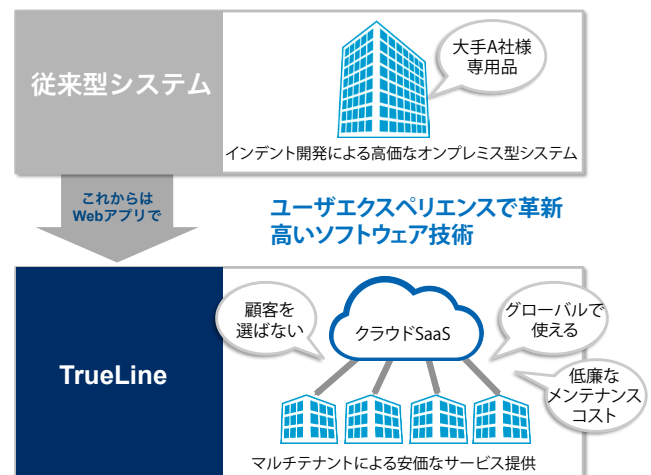 従来型システム
大手A社様
専用品
インデント開発による高価なオンプレミス型システム
これからは
Webアプリで
ユーザエクスペリエンスで革新
高いソフトウェア技術
TrueLine
顧客を
選ばない
クラウドSaaS
グローバルで
使える
低廉な
メンテナンス
コスト
マルチテナントによる安価なサービス提供